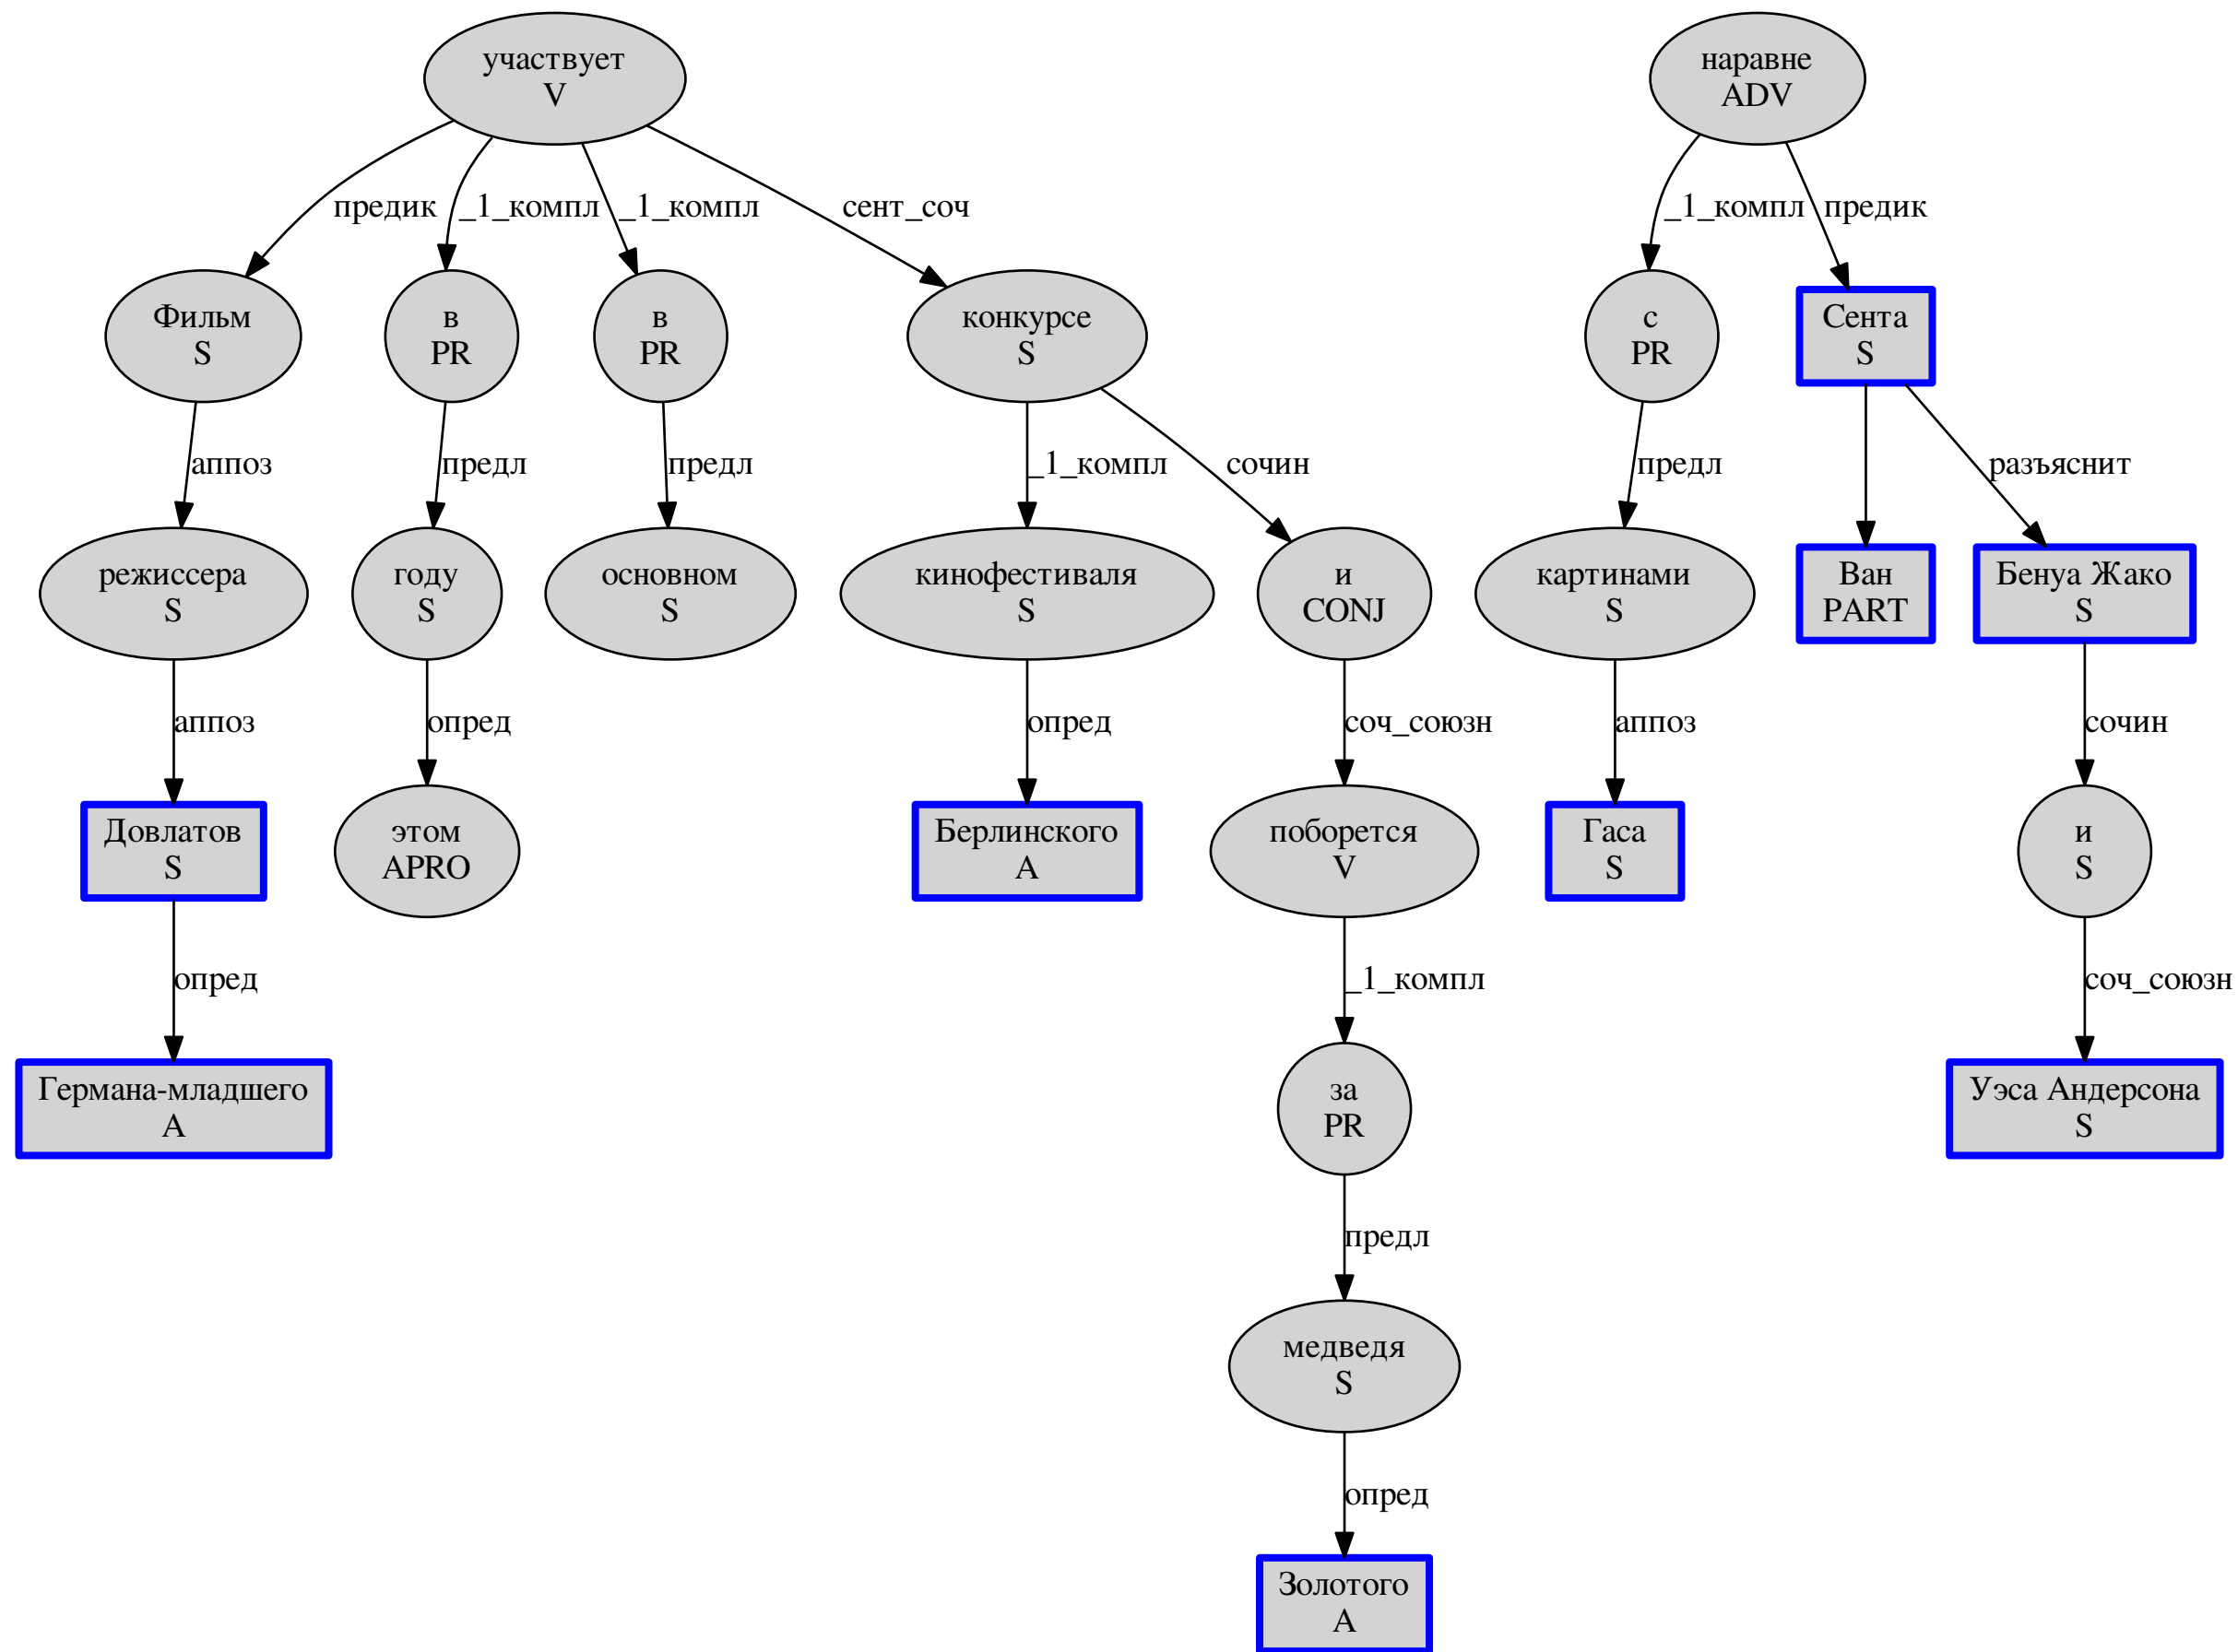 участвует
V
наравне
ADV
предик
_1_компл
_1_компл
сент_соч
_1_компл
предик
Фильм
S
в
PR
в
PR
конкурсе
S
с
PR
Сента
S
аппоз
предл
предл
_1_компл
сочин
предл
разъяснит
режиссера
S
году
S
основном
S
кинофестиваля
S
и
CONJ
картинами
S
Ван
PART
Бенуа Жако
S
аппоз
опред
опред
соч_союзн
аппоз
сочин
Довлатов
S
этом
APRO
Берлинского
A
поборется
V
Гаса
S
и
S
опред
_1_компл
соч_союзн
Германа-младшего
A
за
PR
Уэса Андерсона
S
предл
медведя
S
опред
Золотого
A